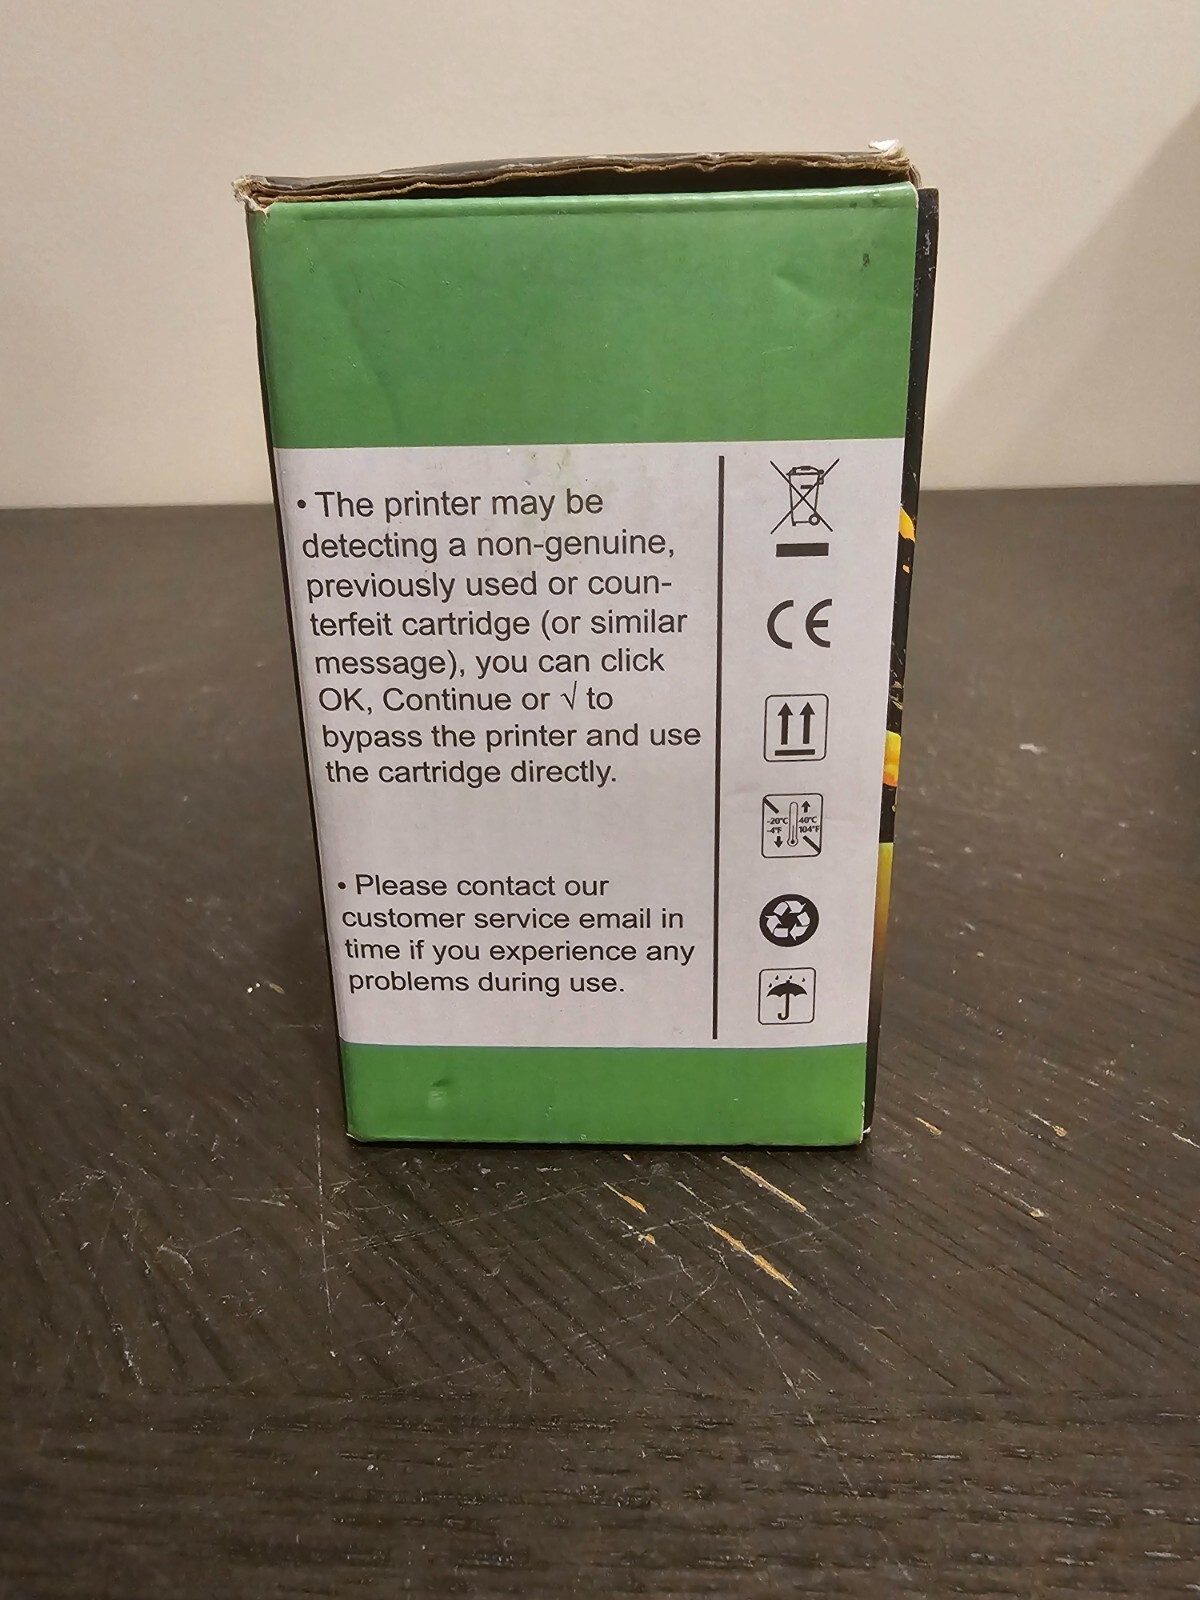 • The printer may be
detecting a non-genuine,
previously used or coun-
terfeit cartridge (or similar
message), you can click
OK, Continue or √ to
bypass the printer and use
the cartridge directly.
• Please contact our
customer service email in
time if you experience any
problems during use.
CE
-20°C 40°C
-4°F 104°F